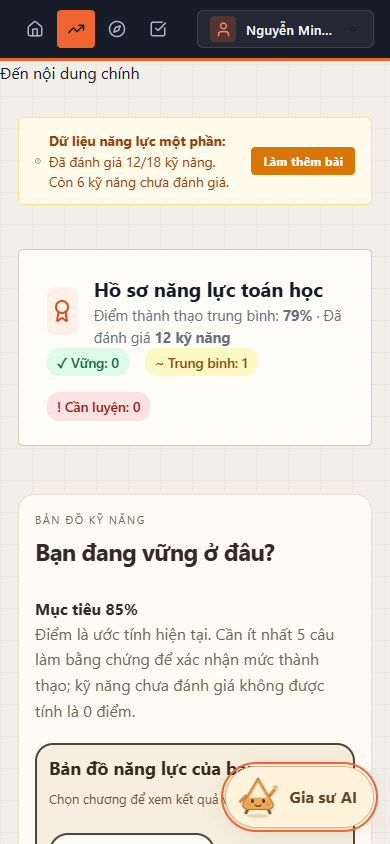 Nguyễn Min...
Đến nội dung chính
Dữ liệu năng lực một phần:
Đã đánh giá 12/18 kỹ năng.
Còn 6 kỹ năng chưa đánh giá.
Làm thêm bài
Hồ sơ năng lực toán học
Điểm thành thạo trung bình: 79% · Đã
đánh giá 12 kỹ năng
✓ Vững: 0
~ Trung bình: 1
! Cần luyện: 0
BẢN ĐỒ KỸ NĂNG
Bạn đang vững ở đâu?
Mục tiêu 85%
Điểm là ước tính hiện tại. Cần ít nhất 5 câu
làm bằng chứng để xác nhận mức thành
thạo; kỹ năng chưa đánh giá không được
tính là 0 điểm.
Bản đồ năng lực của
Chọn chương để xem kết quả
Gia sư AI